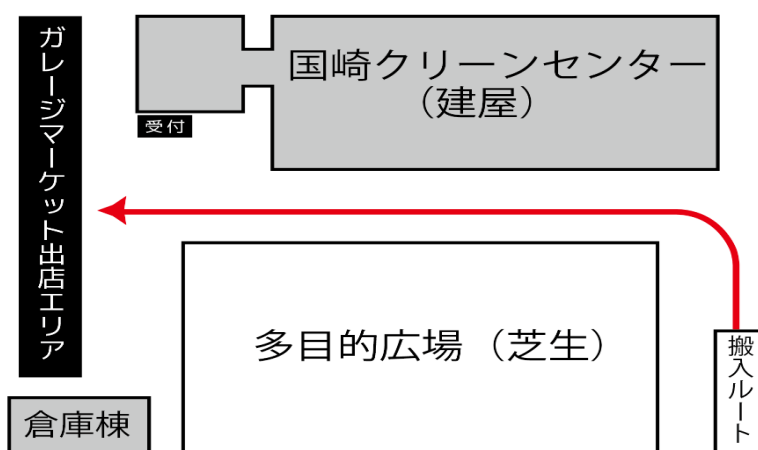 ガレージマーケット出店エリア
国崎クリーンセンター
（建屋）
受付
多目的広場（芝生）
搬入ルート
倉庫棟